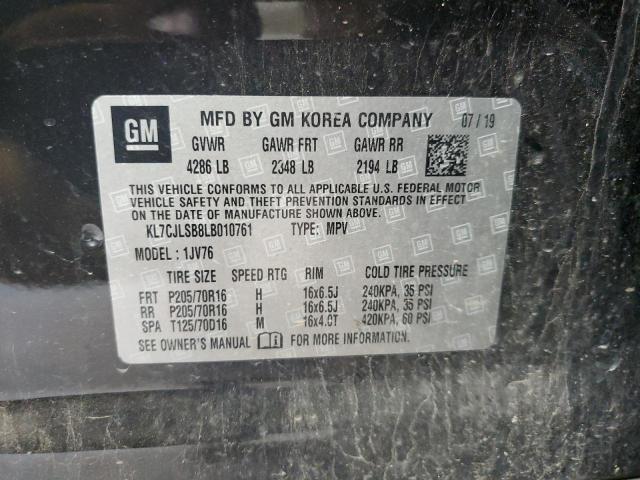 GM
MFD BY GM KOREA COMPANY 07/19
GVWR GAWR FRT GAWR RR
4286 LB 2348 LB 2194 LB
THIS VEHICLE CONFORMS TO ALL APPLICABLE U.S. FEDERAL MOTOR
VEHICLE SAFETY AND THEFT PREVENTION STANDARDS IN EFFECT
ON THE DATE OF MANUFACTURE SHOWN ABOVE.
KL7CJLSB8LB010761 TYPE: MPV
MODEL: 1JV76
TIRE SIZE SPEED RTG RIM COLD TIRE PRESSURE
FRT P205/70R16 H 16x6.5J 240KPA, 35 PSI
RR P205/70R16 H 16x6.5J 240KPA, 35 PSI
SPA T125/70D16 M 16x4.0T 420KPA, 60 PSI
SEE OWNER'S MANUAL FOR MORE INFORMATION.